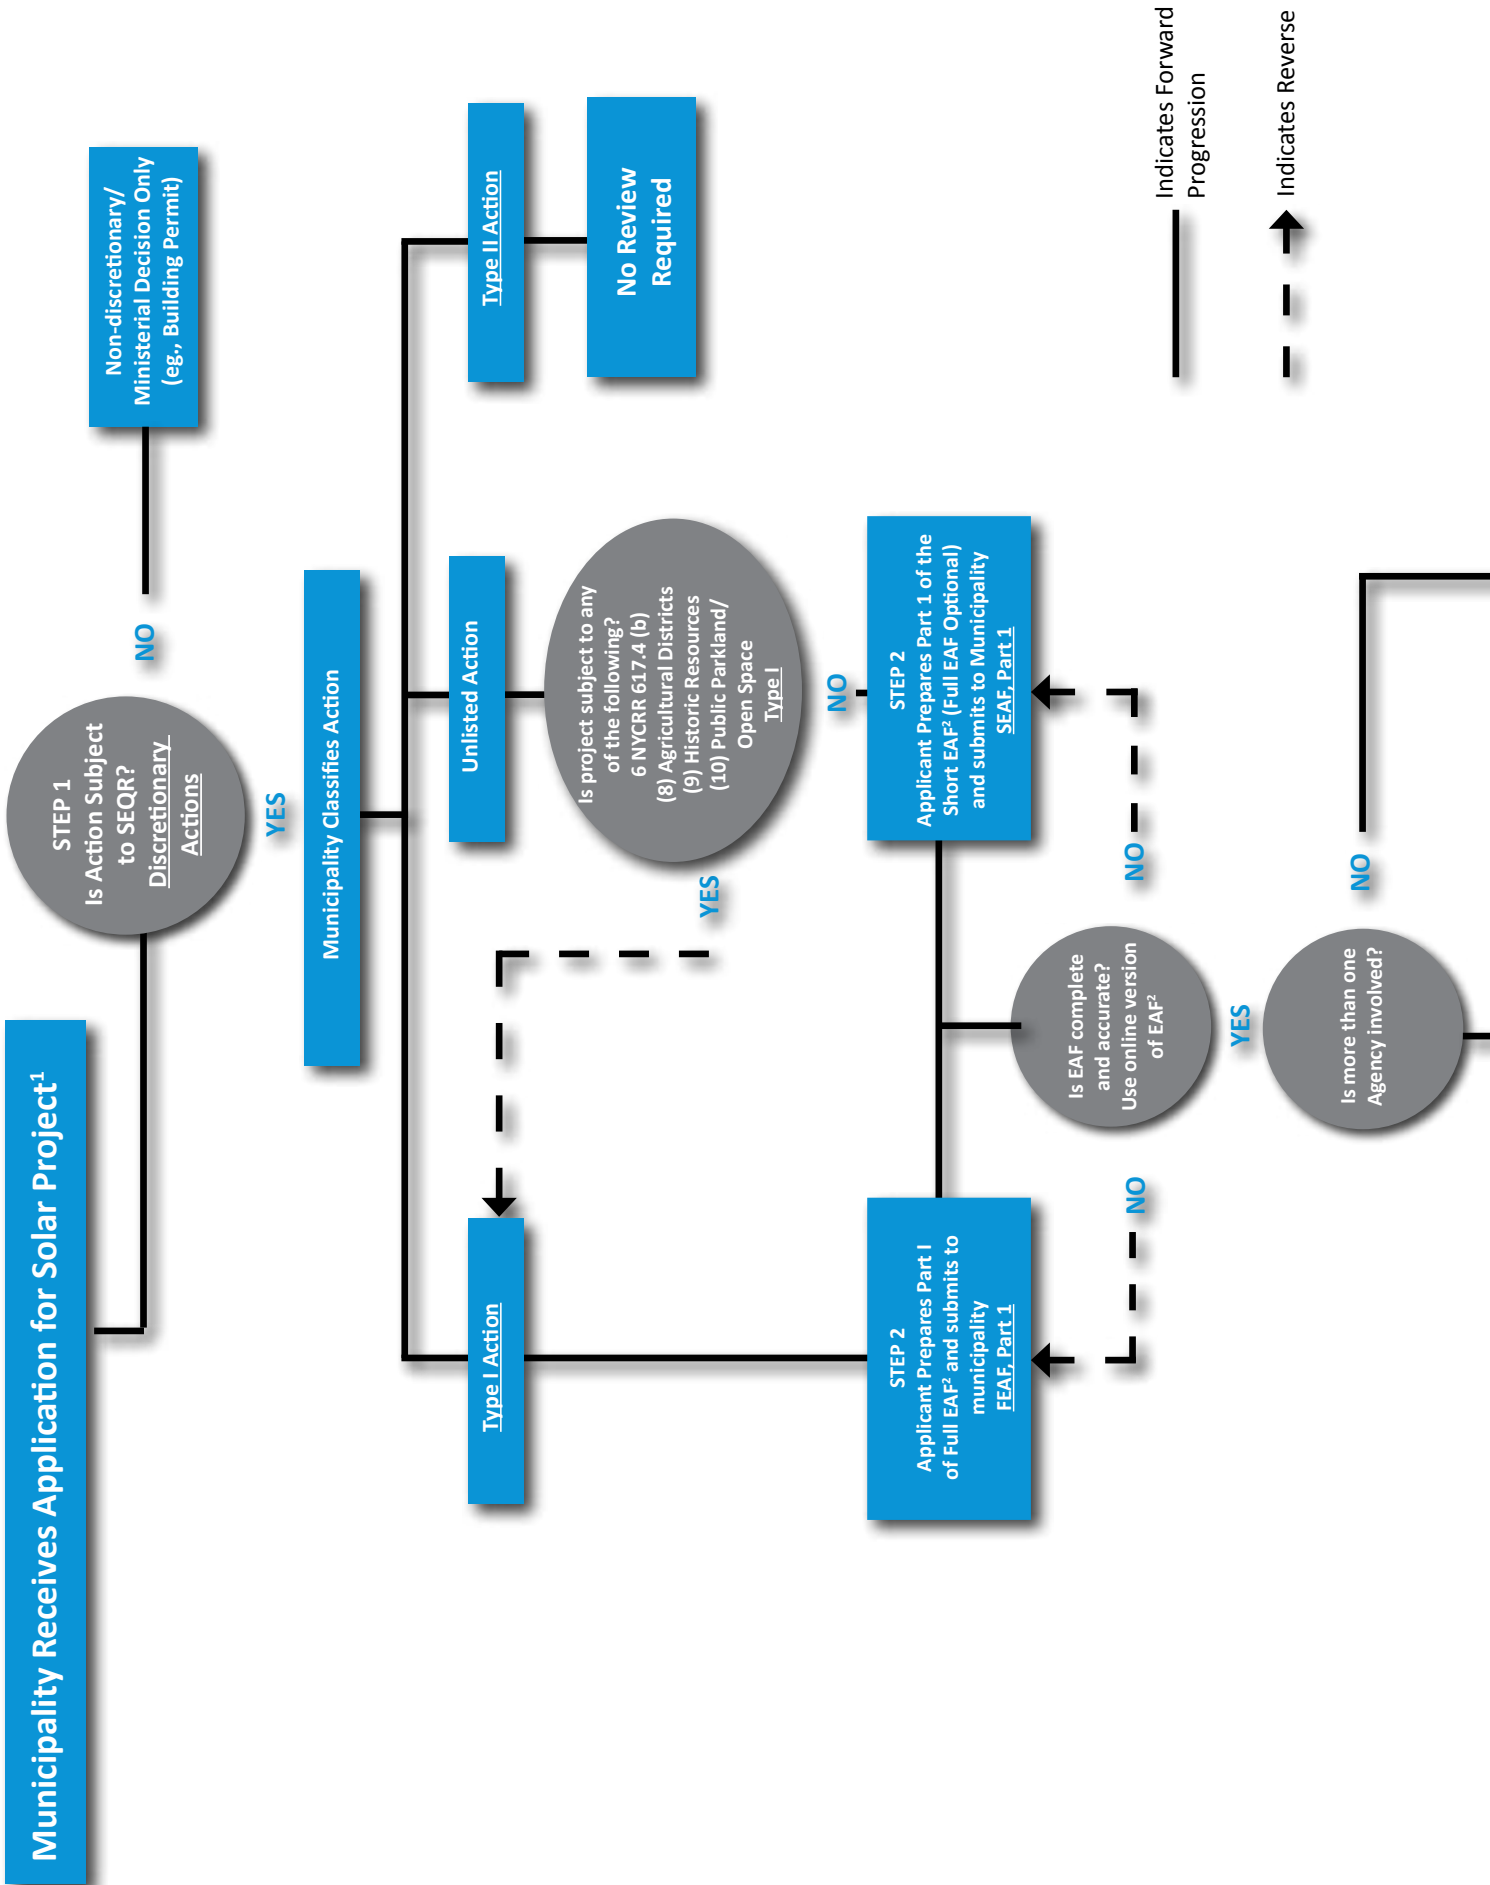 Municipality Receives Application for Solar Project1
STEP 1
Is Action Subject
to SEQR?
Discretionary
Actions
NO
Non-discretionary/
Ministerial Decision Only
(eg., Building Permit)
YES
Municipality Classifies Action
Type I Action
Unlisted Action
Type II Action
Is project subject to any
of the following?
6 NYCRR 617.4 (b)
(8) Agricultural Districts
(9) Historic Resources
(10) Public Parkland/
Open Space
Type I
No Review
Required
YES
NO
STEP 2
Applicant Prepares Part I
of Full EAF2 and submits to
municipality
FEAF, Part 1
STEP 2
Applicant Prepares Part 1 of the
Short EAF2 (Full EAF Optional)
and submits to Municipality
SEAF, Part 1
Is EAF complete
and accurate?
Use online version
of EAF2
NO
NO
YES
Indicates Forward
Progression
Indicates Reverse
Is more than one
Agency involved?
NO